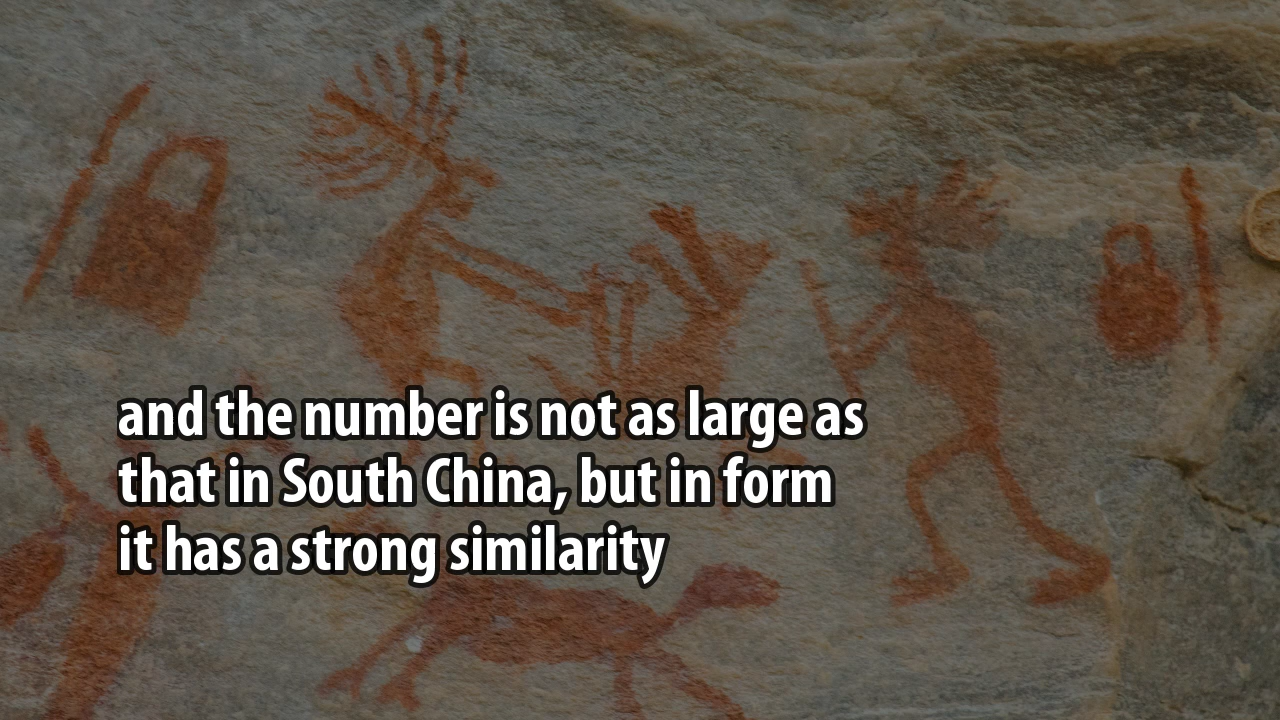 and the number is not as large as
that in South China, but in form
it has a strong similarity